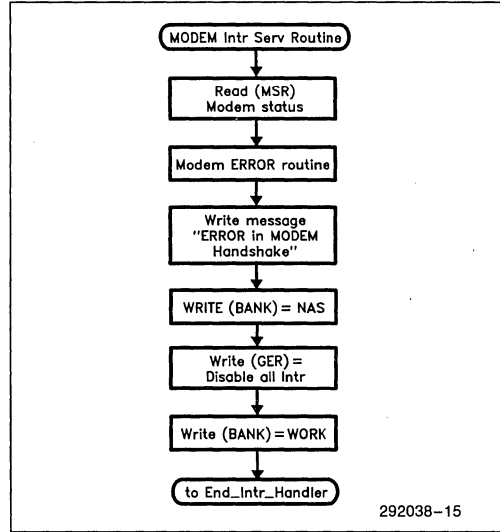 MODEM Intr Serv Routine
Read (MSR)
Modem status
Modem ERROR routine
Write message
"ERROR in MODEM
Handshake"
WRITE (BANK) = NAS
Write (GER) =
Disable all Intr
Write (BANK) = WORK
to End_Intr_Handler
292038-15